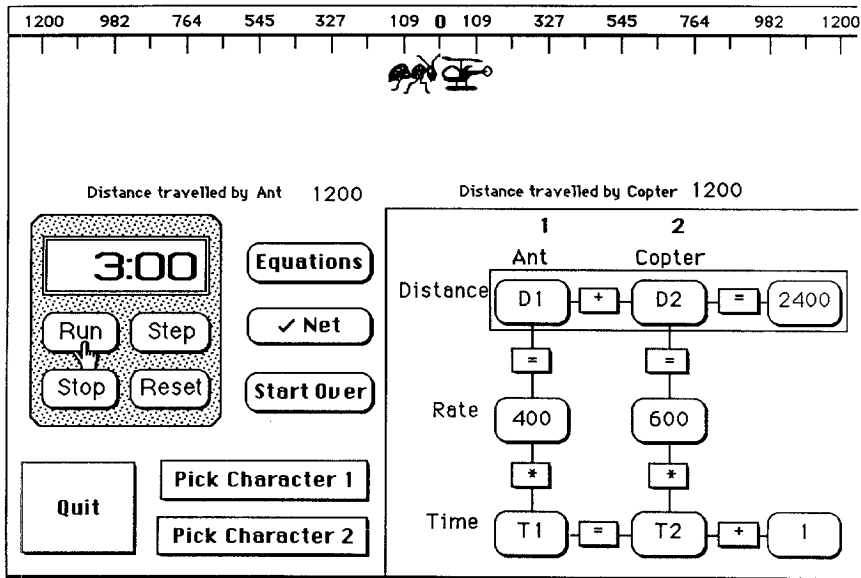 1200 982 764 545 327 109 0 109 327 545 764 982 1200
Distance travelled by Ant 1200
Distance travelled by Copter 1200
3:00
Run Step
Stop Reset
Equations
✓ Net
Start Over
Quit
Pick Character 1
Pick Character 2
1 2
Ant Copter
Distance D1 + D2 = 2400
= =
Rate 400 600
* *
Time T1 = T2 + 1